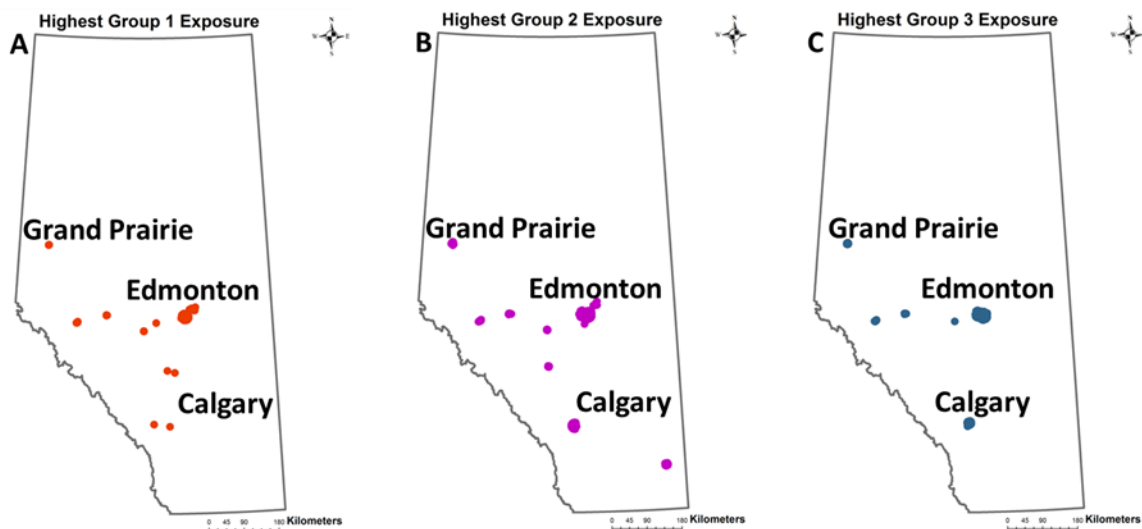 Highest Group 1 Exposure
A
N
W E
S
Grand Prairie
Edmonton
Calgary
0 45 90 180 Kilometers
Highest Group 2 Exposure
B
N
W E
S
Grand Prairie
Edmonton
Calgary
0 45 90 180 Kilometers
Highest Group 3 Exposure
C
N
W E
S
Grand Prairie
Edmonton
Calgary
0 45 90 180 Kilometers